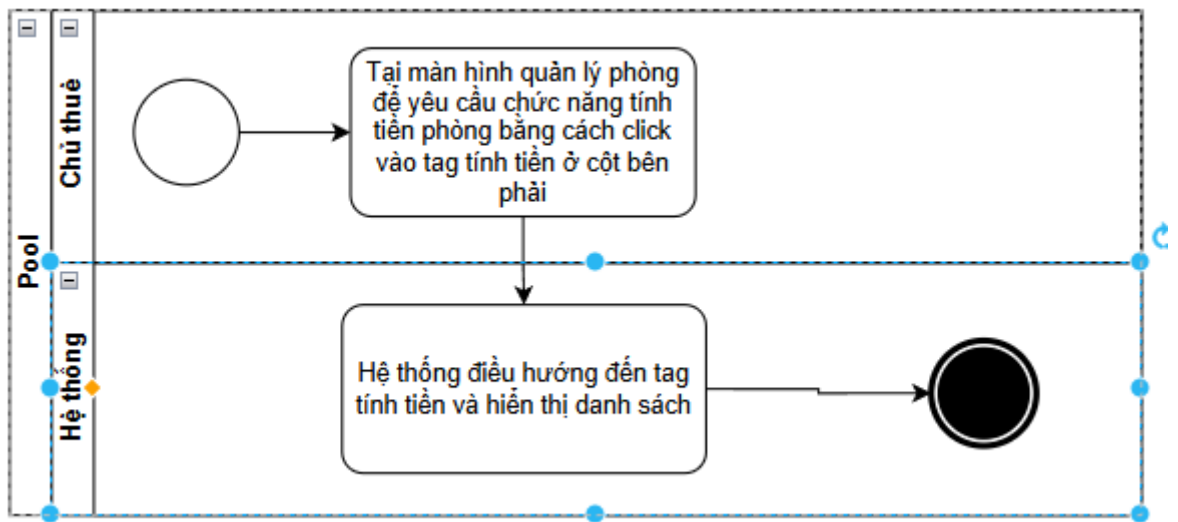 Pool
Chủ thuê
Tại màn hình quản lý phòng
để yêu cầu chức năng tính
tiền phòng bằng cách click
vào tag tính tiền ở cột bên
phải
Hệ thống
Hệ thống điều hướng đến tag
tính tiền và hiển thị danh sách